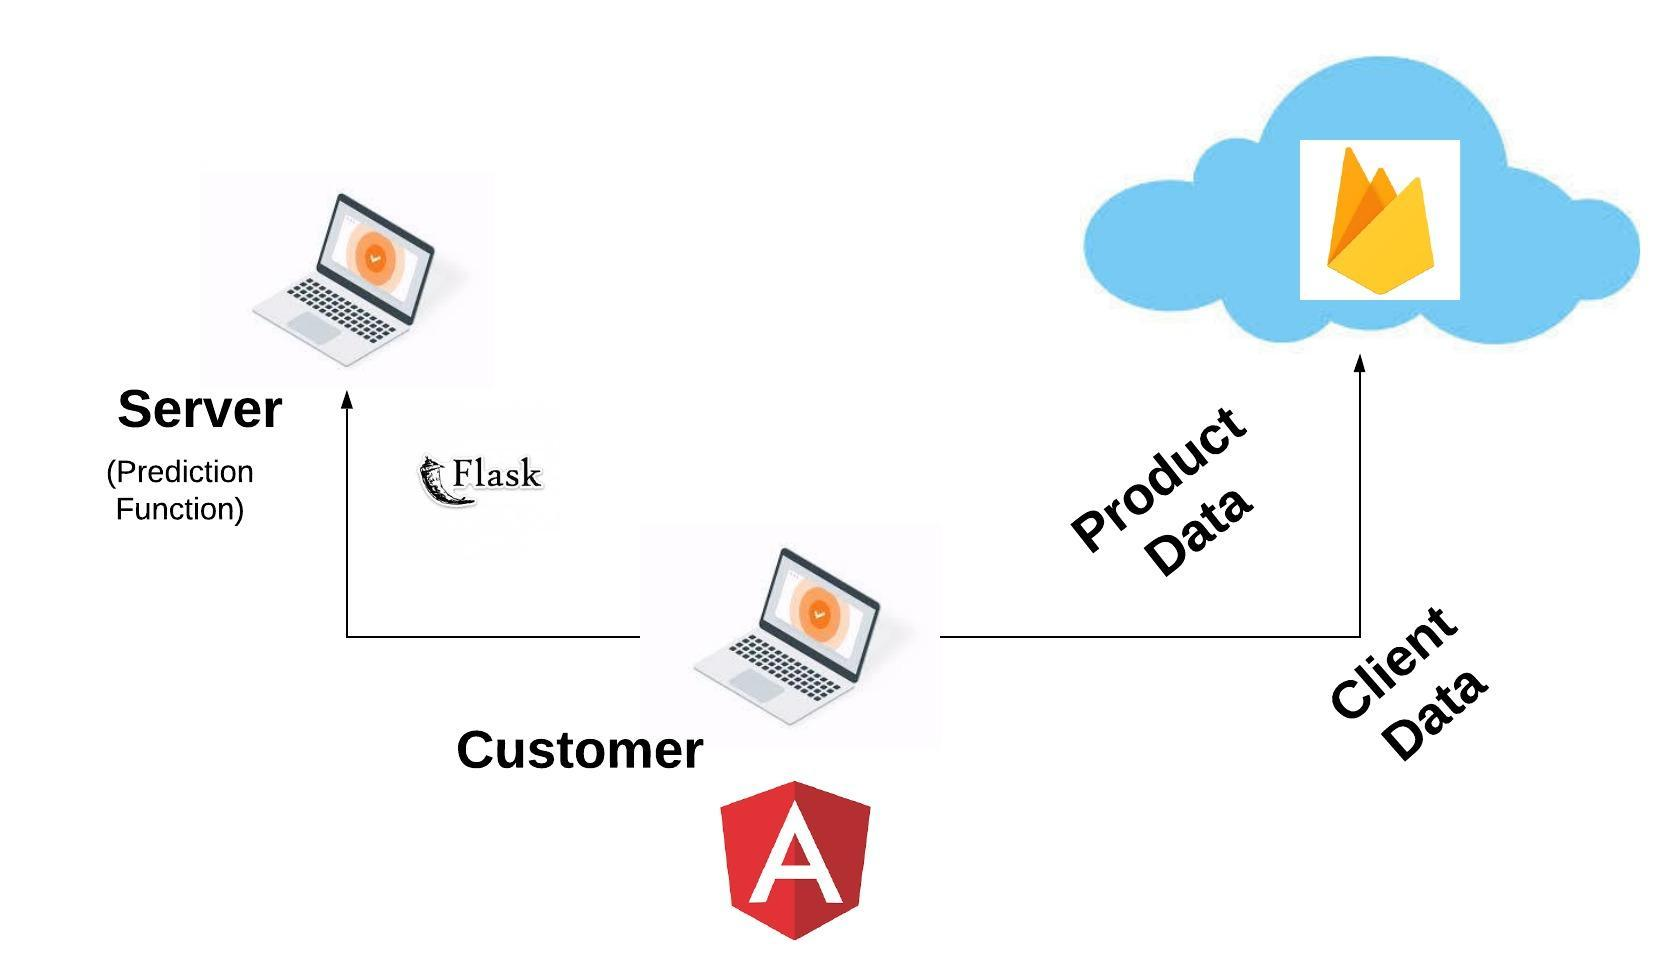 Server
(Prediction
Function)
Flask
Product
Data
Client
Data
Customer
A